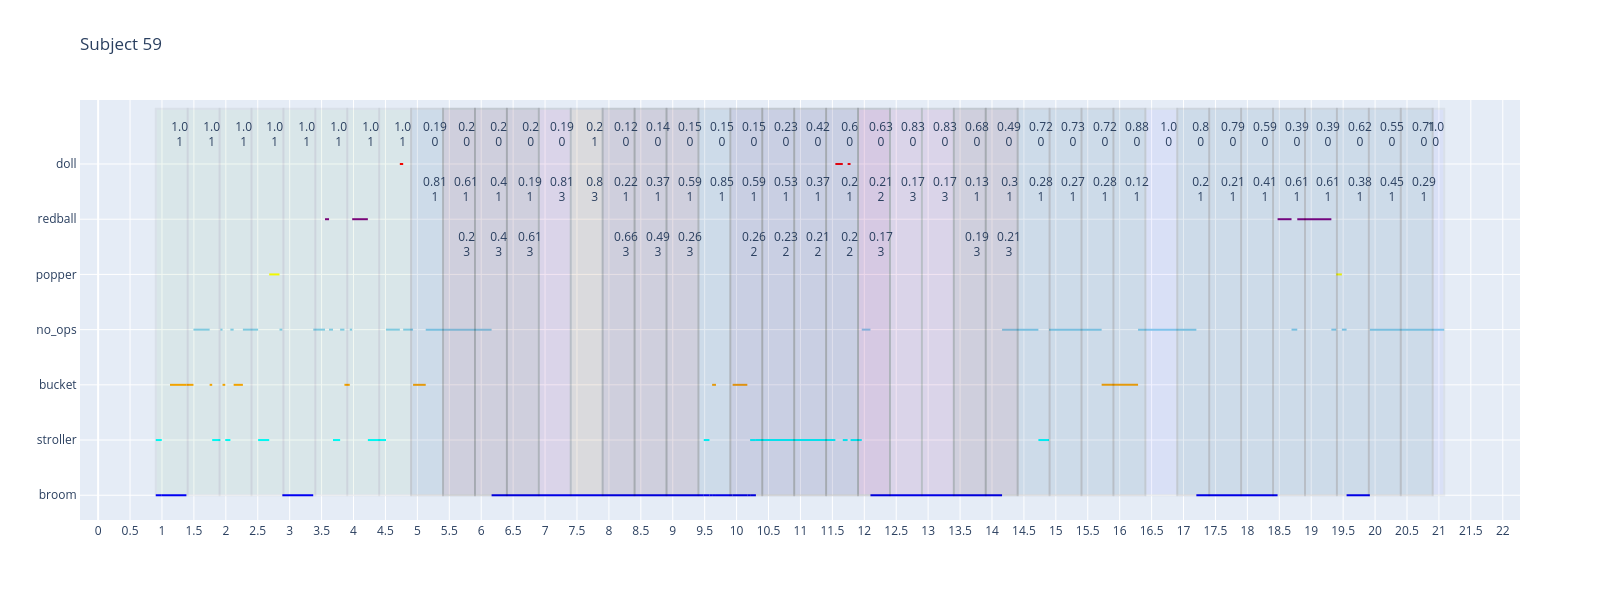 Subject 59
1.0 1.0 1.0 1.0 1.0 1.0 1.0 1.0 0.19 0.2 0.2 0.2 0.19 0.2 0.12 0.14 0.15 0.15 0.15 0.23 0.42 0.6 0.63 0.83 0.83 0.68 0.49 0.72 0.73 0.72 0.88 1.0 0.8 0.79 0.59 0.39 0.39 0.62 0.55 0.71 1.0
1 1 1 1 1 1 1 1 0 0 0 0 0 1 0 0 0 0 0 0 0 0 0 0 0 0 0 0 0 0 0 0 0 0 0 0 0 0 0 0 0
doll
0.81 0.61 0.4 0.19 0.81 0.8 0.22 0.37 0.59 0.85 0.59 0.53 0.37 0.2 0.21 0.17 0.17 0.13 0.3 0.28 0.27 0.28 0.12 0.2 0.21 0.41 0.61 0.61 0.38 0.45 0.29
1 1 1 1 3 3 1 1 1 1 1 1 1 1 2 3 3 1 1 1 1 1 1 1 1 1 1 1 1 1 1
redball
0.2 0.4 0.61 0.66 0.49 0.26 0.26 0.23 0.21 0.2 0.17 0.19 0.21
3 3 3 3 3 3 2 2 2 2 3 3 3
popper
no_ops
bucket
stroller
broom
0 0.5 1 1.5 2 2.5 3 3.5 4 4.5 5 5.5 6 6.5 7 7.5 8 8.5 9 9.5 10 10.5 11 11.5 12 12.5 13 13.5 14 14.5 15 15.5 16 16.5 17 17.5 18 18.5 19 19.5 20 20.5 21 21.5 22